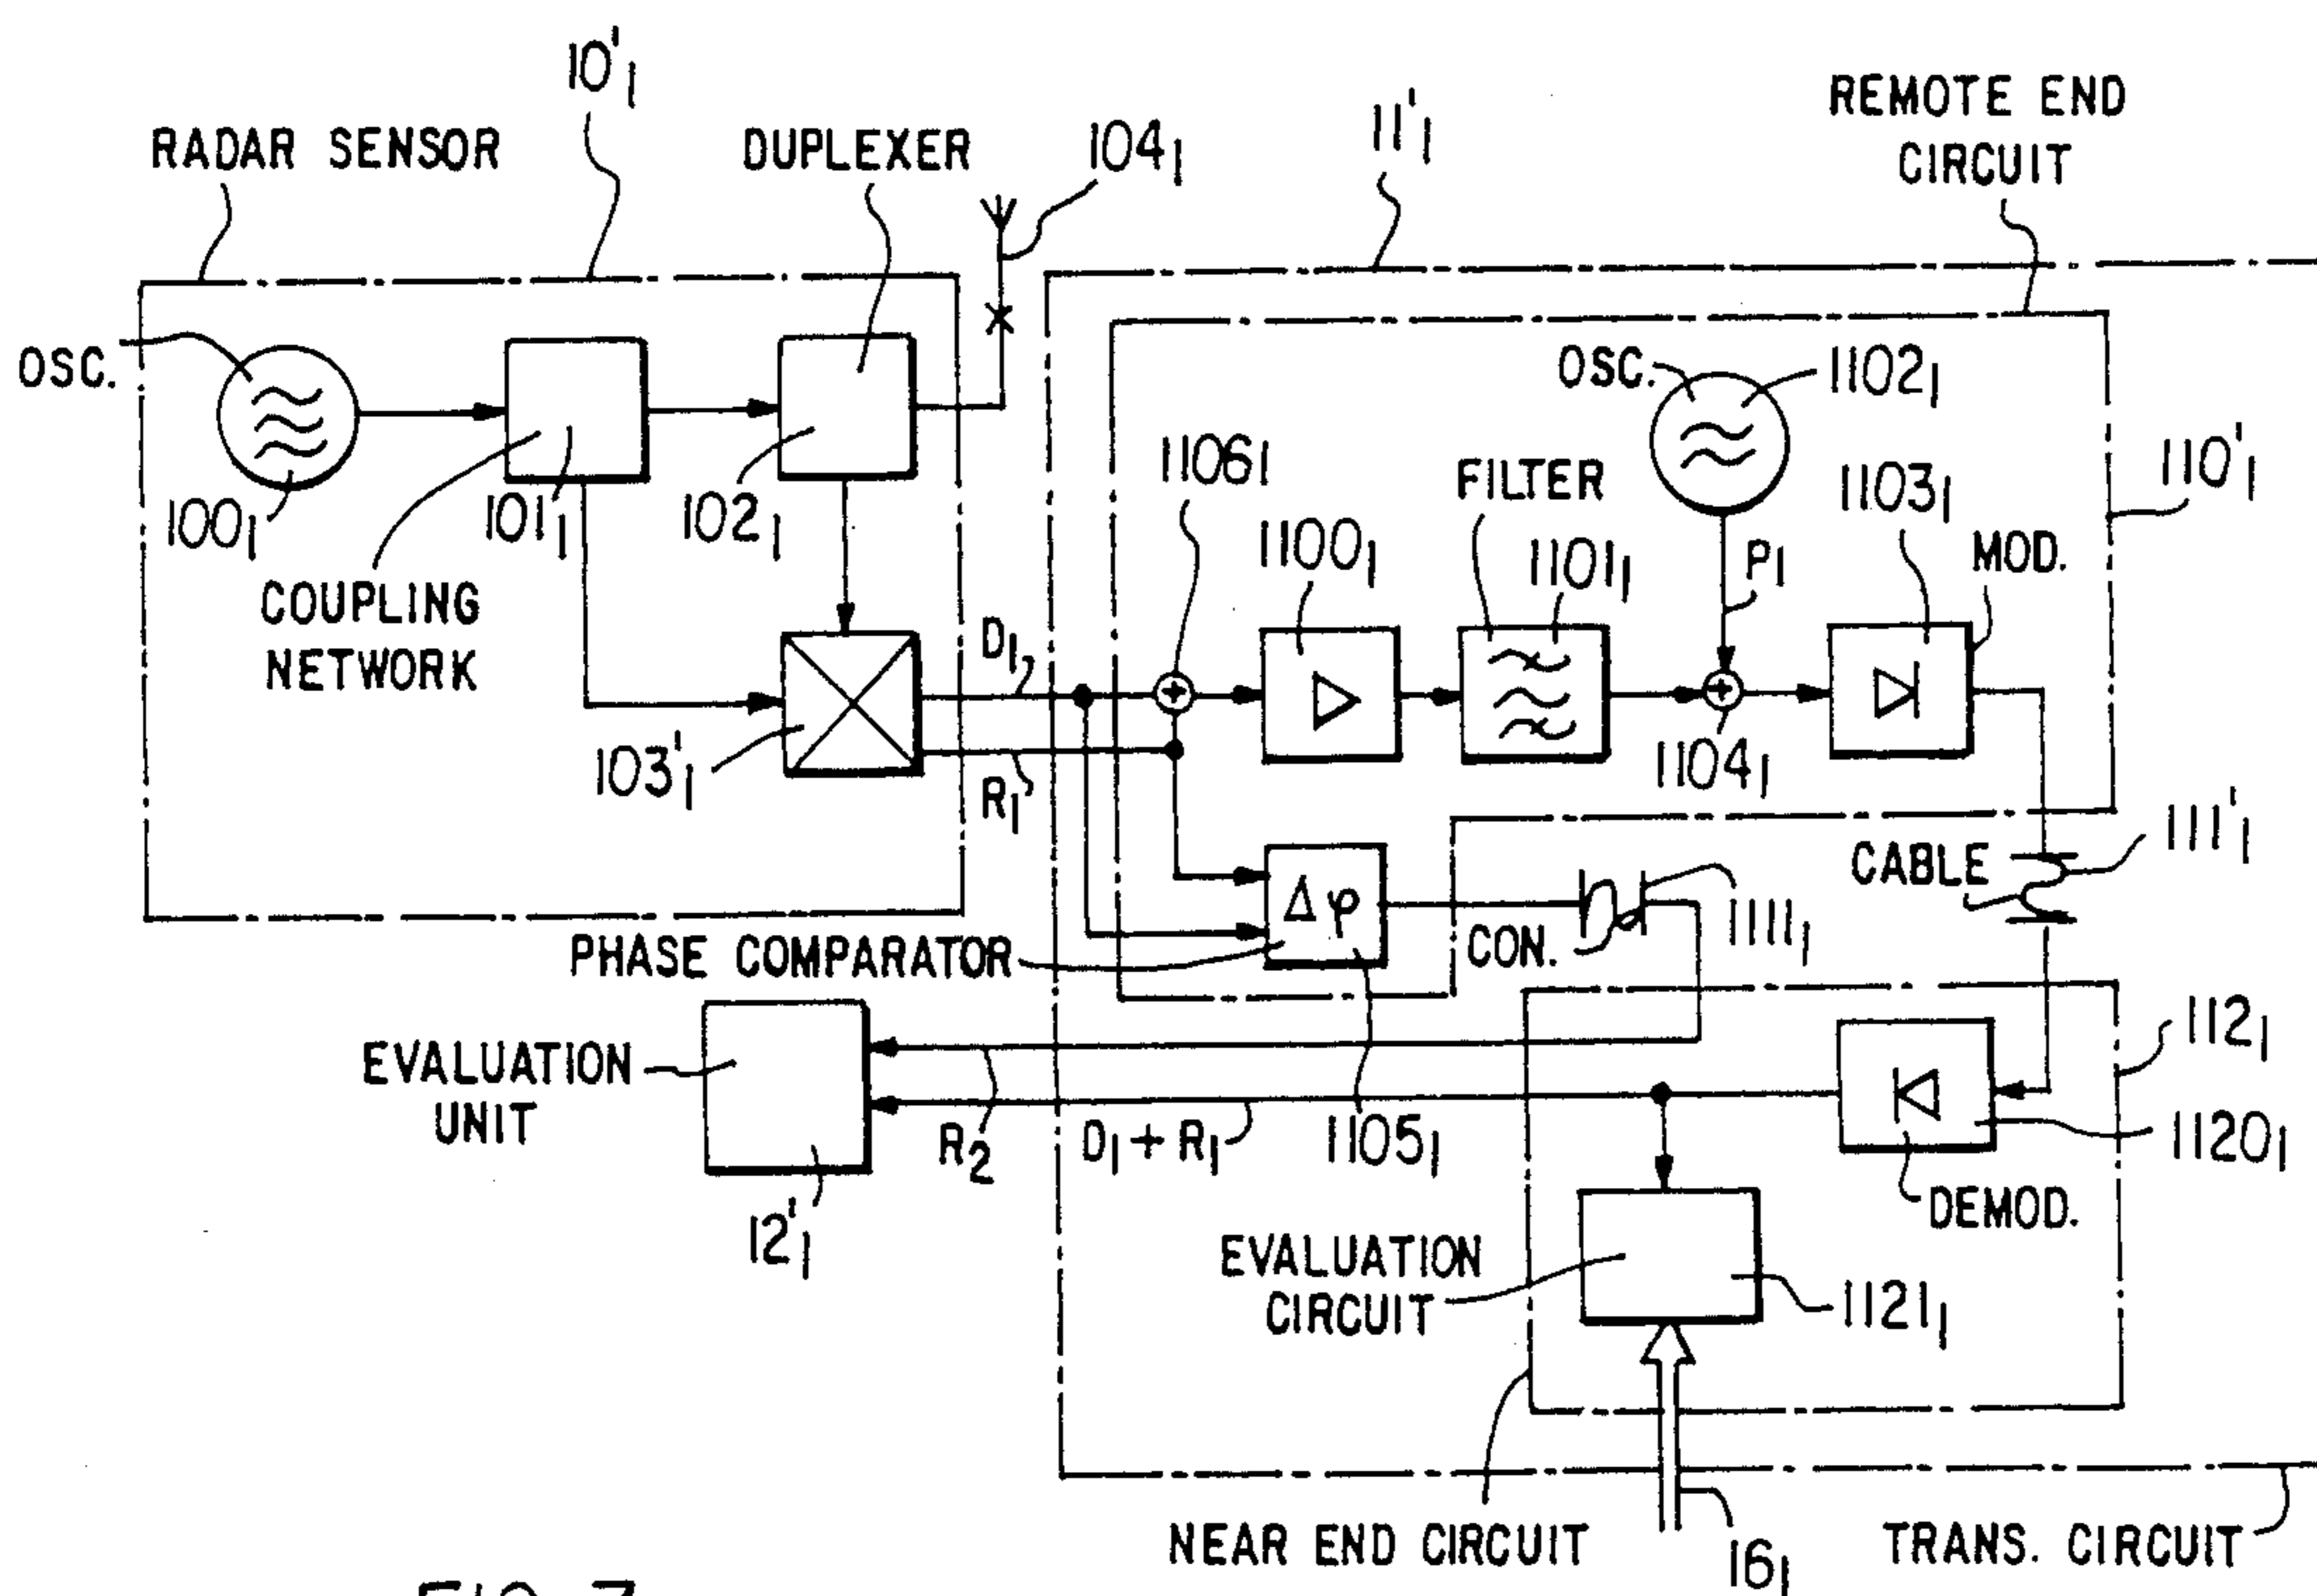 10'₁
RADAR SENSOR
DUPLEXER
104₁
11'₁
REMOTE END
CIRCUIT
OSC.
100₁
101₁
102₁
COUPLING
NETWORK
103'₁
D₁
R₁
1106₁
1100₁
FILTER
1101₁
OSC.
1102₁
P₁
1103₁
MOD.
110'₁
1104₁
CABLE
111'₁
Δφ
PHASE COMPARATOR
CON.
1111₁
EVALUATION
UNIT
12'₁
R₂
D₁+R₁
1105₁
112₁
1120₁
DEMOD.
EVALUATION
CIRCUIT
1121₁
NEAR END CIRCUIT
16₁
TRANS. CIRCUIT